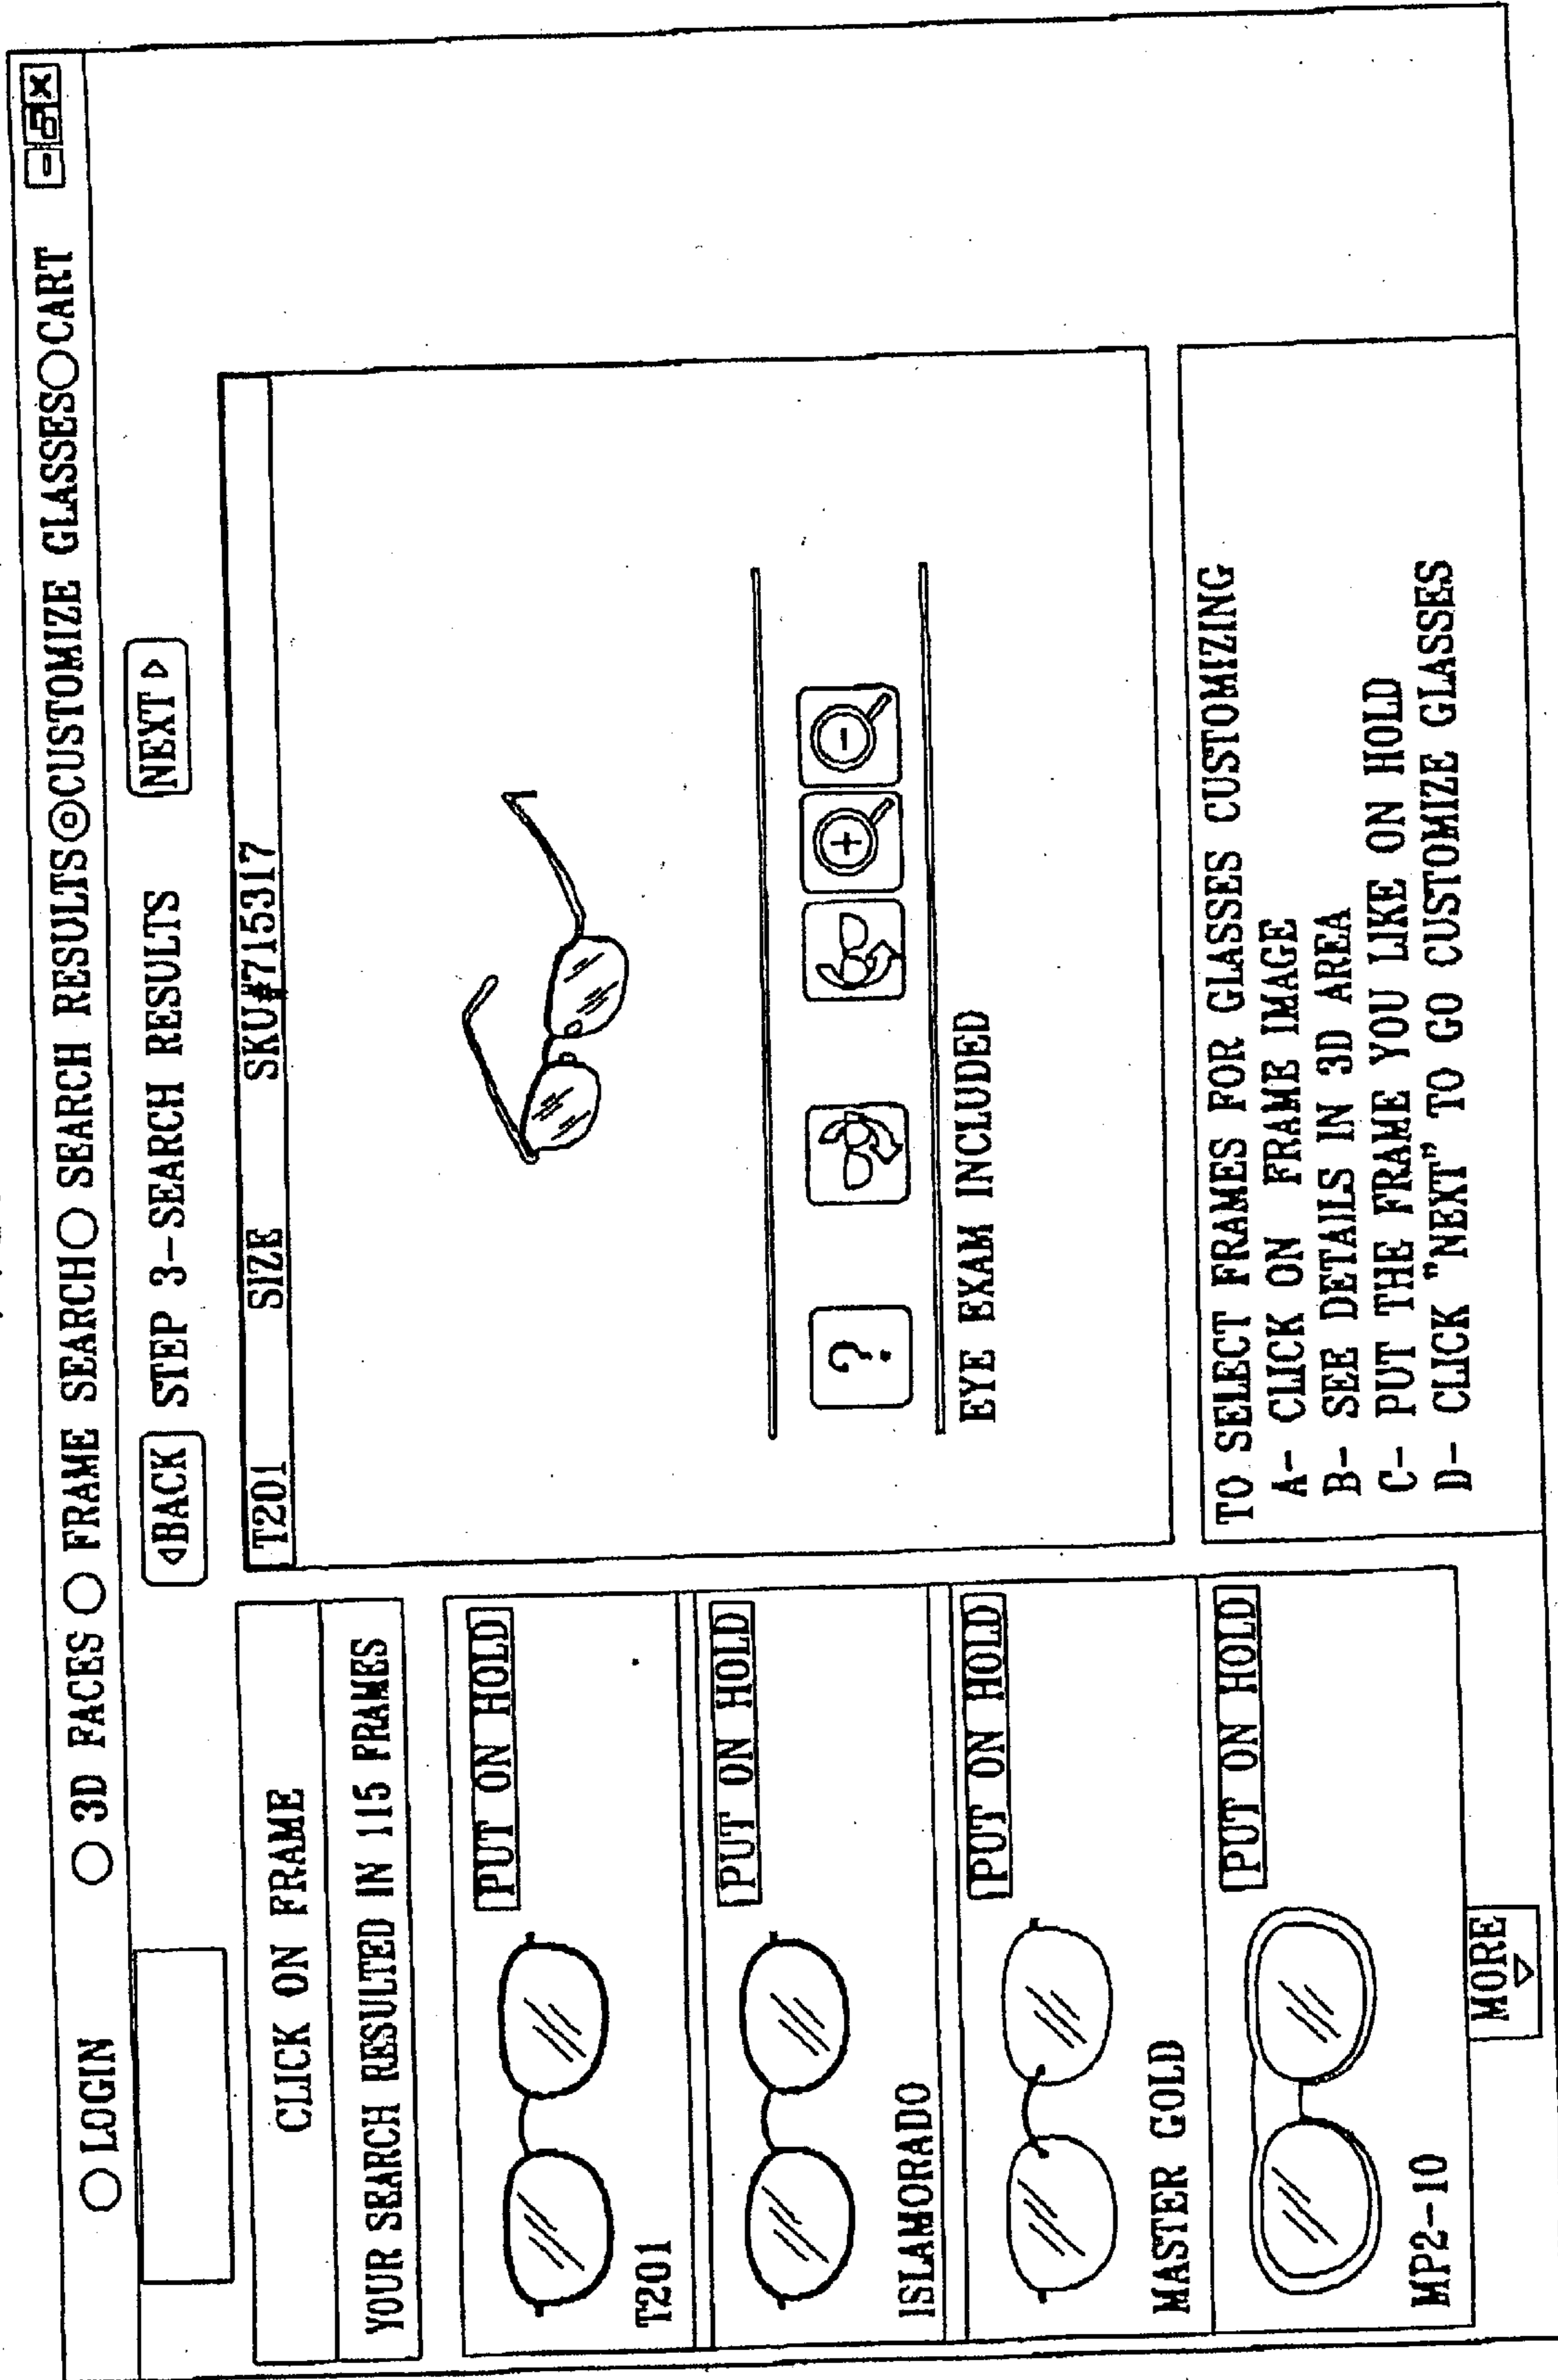 LOGIN 3D FACES FRAME SEARCH SEARCH RESULTS CUSTOMIZE GLASSES CART
BACK STEP 3-SEARCH RESULTS NEXT
CLICK ON FRAME
YOUR SEARCH RESULTED IN 115 FRAMES
PUT ON HOLD
T201
PUT ON HOLD
ISLAMORADO
PUT ON HOLD
MASTER GOLD
PUT ON HOLD
MP2-10
MORE
T201 SIZE SKU#715317
?
+
-
EYE EXAM INCLUDED
TO SELECT FRAMES FOR GLASSES CUSTOMIZING
A- CLICK ON FRAME IMAGE
B- SEE DETAILS IN 3D AREA
C- PUT THE FRAME YOU LIKE ON HOLD
D- CLICK "NEXT" TO GO CUSTOMIZE GLASSES